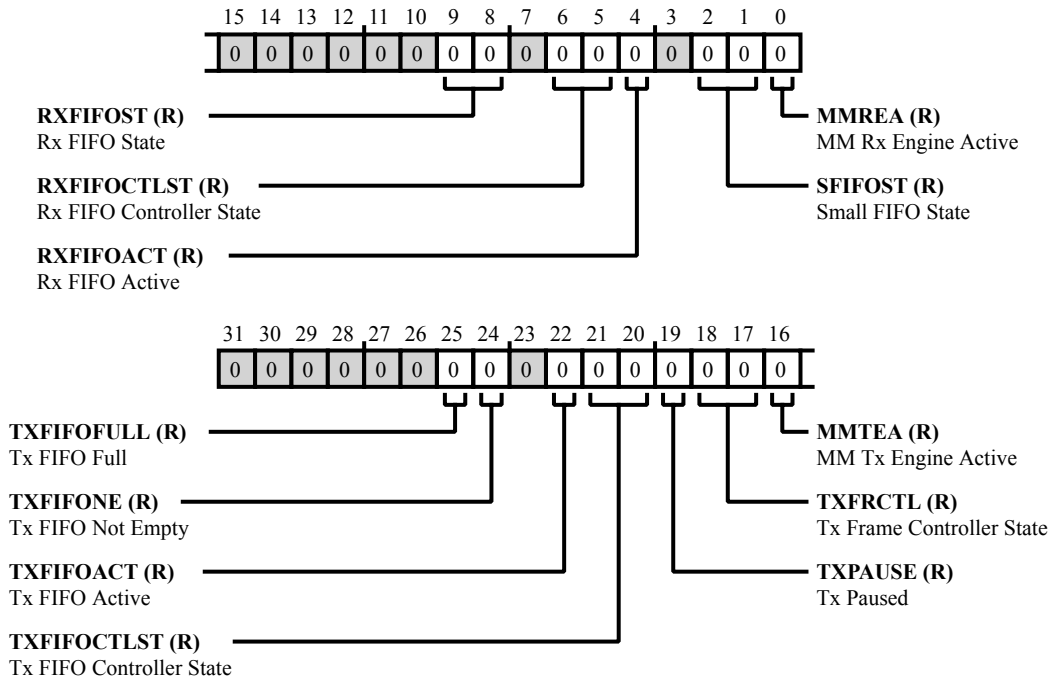 15 14 13 12 11 10 9 8 7 6 5 4 3 2 1 0
0 0 0 0 0 0 0 0 0 0 0 0 0 0 0 0
RXFIFOST (R)
Rx FIFO State
RXFIFOCTLST (R)
Rx FIFO Controller State
RXFIFOACT (R)
Rx FIFO Active
MMREA (R)
MM Rx Engine Active
SFIFOST (R)
Small FIFO State
31 30 29 28 27 26 25 24 23 22 21 20 19 18 17 16
0 0 0 0 0 0 0 0 0 0 0 0 0 0 0 0
TXFIFOFULL (R)
Tx FIFO Full
TXFIFONE (R)
Tx FIFO Not Empty
TXFIFOACT (R)
Tx FIFO Active
TXFIFOCTLST (R)
Tx FIFO Controller State
MMTEA (R)
MM Tx Engine Active
TXFRCTL (R)
Tx Frame Controller State
TXPAUSE (R)
Tx Paused